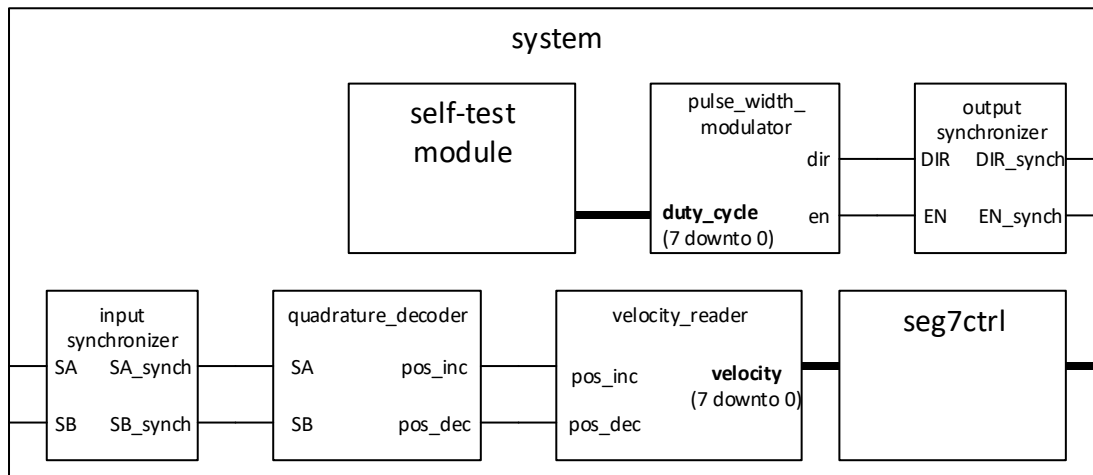 system
self-test
module
pulse_width_
modulator
dir
duty_cycle
en
(7 downto 0)
output
synchronizer
DIR DIR_synch
EN EN_synch
input
synchronizer
SA SA_synch
SB SB_synch
quadrature_decoder
SA pos_inc
SB pos_dec
velocity_reader
pos_inc
velocity
(7 downto 0)
pos_dec
seg7ctrl